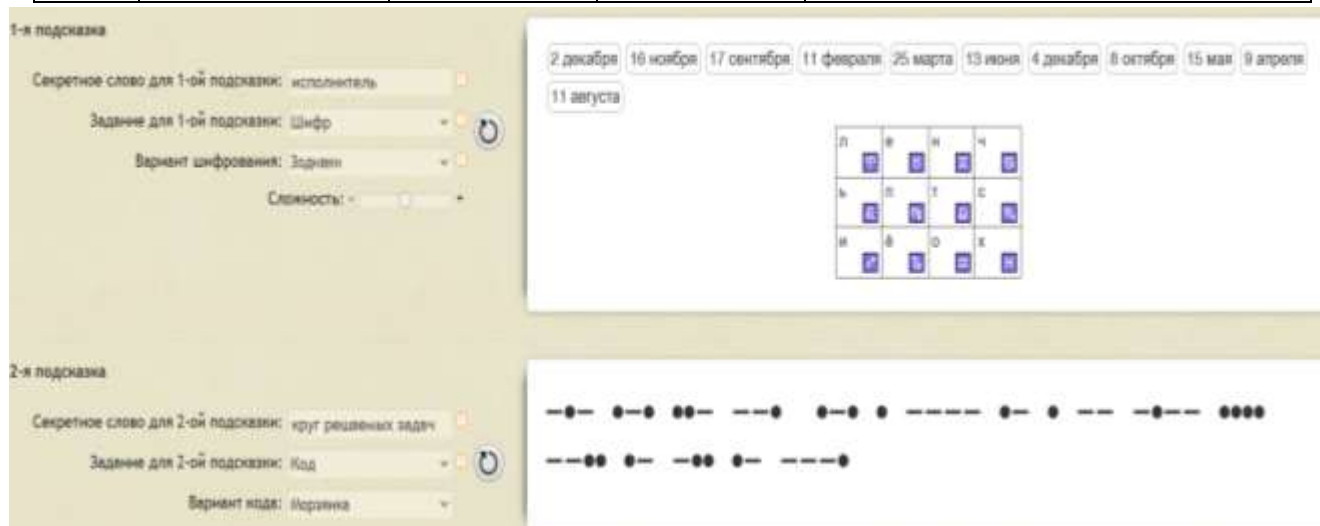 1-я подсказка
Секретное слово для 1-ой подсказки: исполнитель
Задание для 1-ой подсказки: Шифр
Вариант шифрования: Зодиаки
Сложность: - +
2 декабря 16 ноября 17 сентября 11 февраля 25 марта 13 июня 4 декабря 8 октября 15 мая 9 апреля
11 августа
л е н ч
ь п т с
и ё о х
2-я подсказка
Секретное слово для 2-ой подсказки: круг решаемых задач
Задание для 2-ой подсказки: Код
Вариант кода: Морзянка